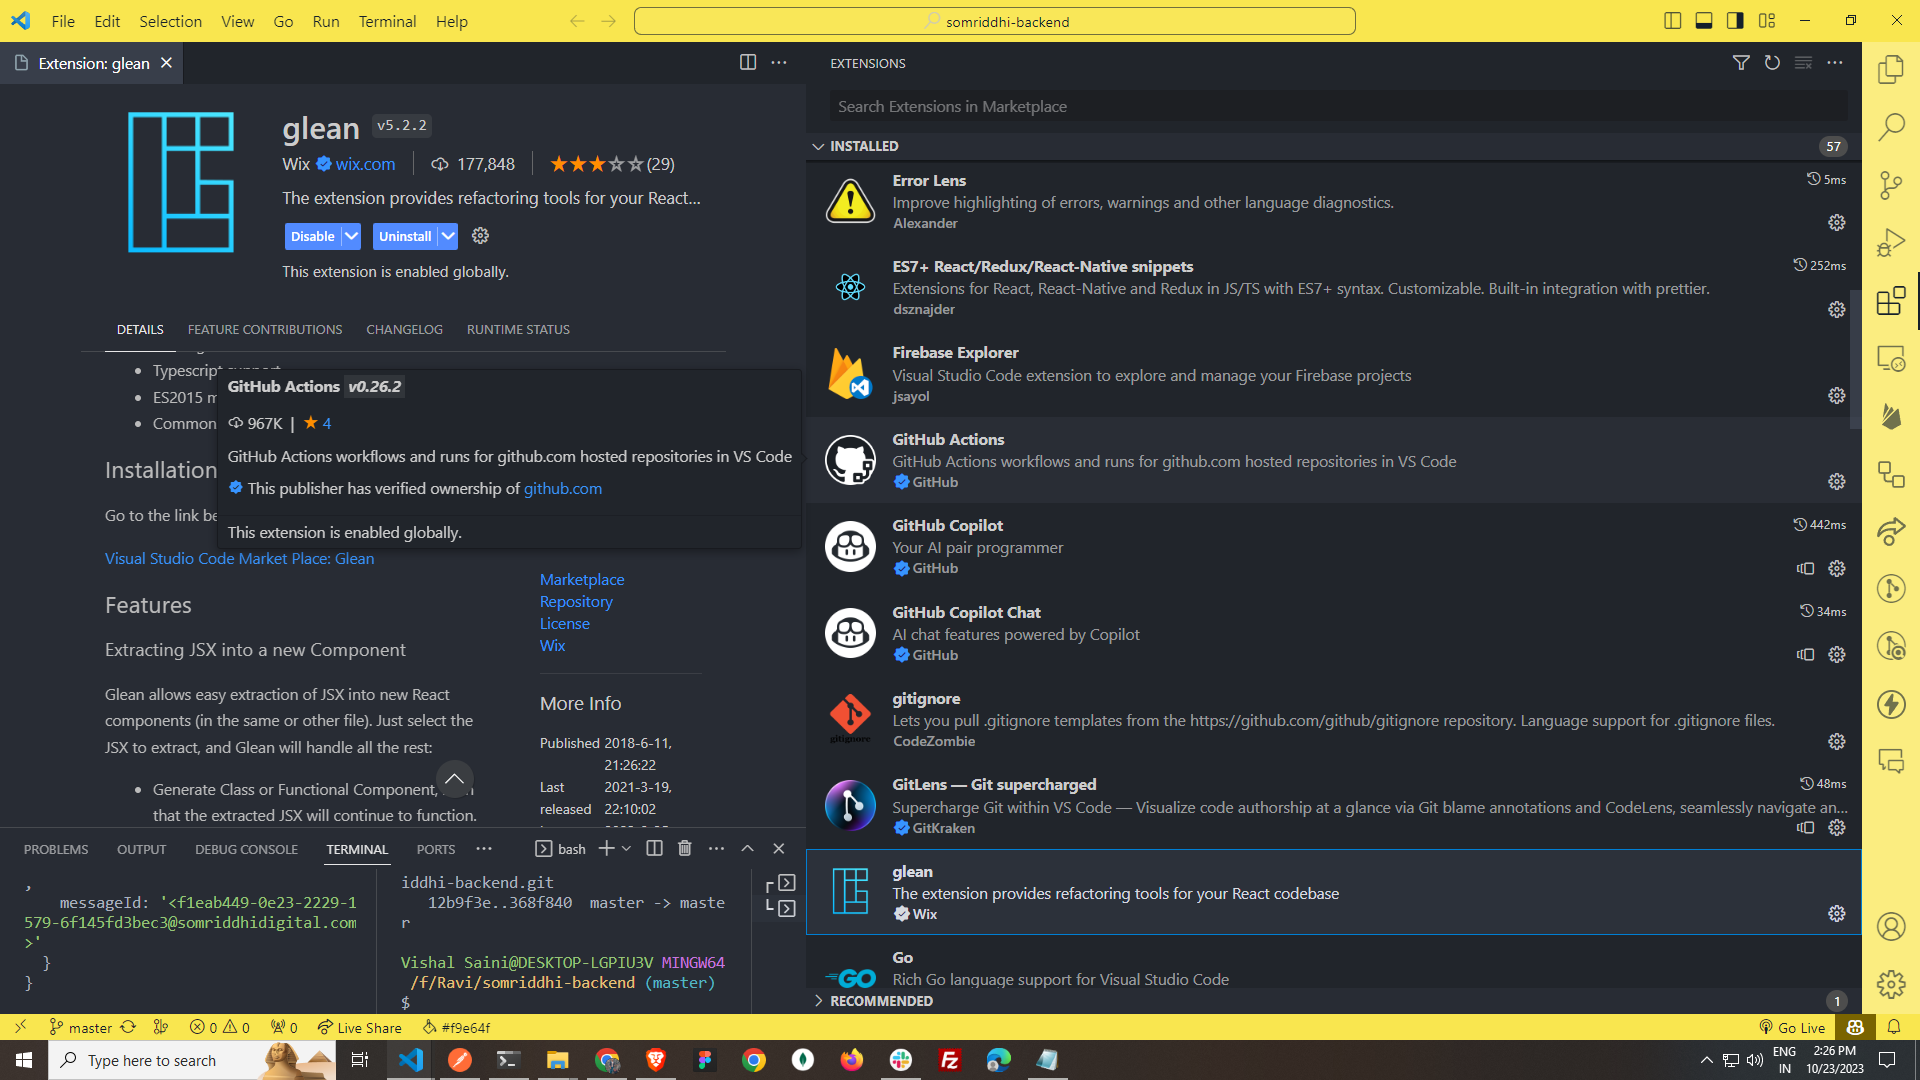 File Edit Selection View Go Run Terminal Help
somriddhi-backend
Extension: glean
glean v5.2.2
Wix wix.com 177,848 (29)
The extension provides refactoring tools for your React...
Disable Uninstall
This extension is enabled globally.
DETAILS FEATURE CONTRIBUTIONS CHANGELOG RUNTIME STATUS
Typescript support
ES2015 m
Common
Installation
Go to the link be
Visual Studio Code Market Place: Glean
Features
Extracting JSX into a new Component
Glean allows easy extraction of JSX into new React
components (in the same or other file). Just select the
JSX to extract, and Glean will handle all the rest:
Generate Class or Functional Component,
that the extracted JSX will continue to function.
GitHub Actions v0.26.2
967K | 4
GitHub Actions workflows and runs for github.com hosted repositories in VS Code
This publisher has verified ownership of github.com
This extension is enabled globally.
Marketplace
Repository
License
Wix
More Info
Published 2018-6-11,
21:26:22
Last 2021-3-19,
released 22:10:02
PROBLEMS OUTPUT DEBUG CONSOLE TERMINAL PORTS
bash
,
messageId: '<f1eab449-0e23-2229-1
579-6f145fd3bec3@somriddhidigital.com
>'
}
}
iddhi-backend.git
12b9f3e..368f840 master -> maste
r
Vishal Saini@DESKTOP-LGPIU3V MINGW64
/f/Ravi/somriddhi-backend (master)
$
EXTENSIONS
Search Extensions in Marketplace
INSTALLED 57
Error Lens 5ms
Improve highlighting of errors, warnings and other language diagnostics.
Alexander
ES7+ React/Redux/React-Native snippets 252ms
Extensions for React, React-Native and Redux in JS/TS with ES7+ syntax. Customizable. Built-in integration with prettier.
dsznajder
Firebase Explorer
Visual Studio Code extension to explore and manage your Firebase projects
jsayol
GitHub Actions
GitHub Actions workflows and runs for github.com hosted repositories in VS Code
GitHub
GitHub Copilot 442ms
Your AI pair programmer
GitHub
GitHub Copilot Chat 34ms
AI chat features powered by Copilot
GitHub
gitignore
Lets you pull .gitignore templates from the https://github.com/github/gitignore repository. Language support for .gitignore files.
gitignore
CodeZombie
GitLens — Git supercharged 48ms
Supercharge Git within VS Code — Visualize code authorship at a glance via Git blame annotations and CodeLens, seamlessly navigate an...
GitKraken
glean
The extension provides refactoring tools for your React codebase
Wix
Go
GO
Rich Go language support for Visual Studio Code
RECOMMENDED 1
master 0 0 0 Live Share #f9e64f
Go Live
Type here to search
Fz
ENG
IN
2:26 PM
10/23/2023